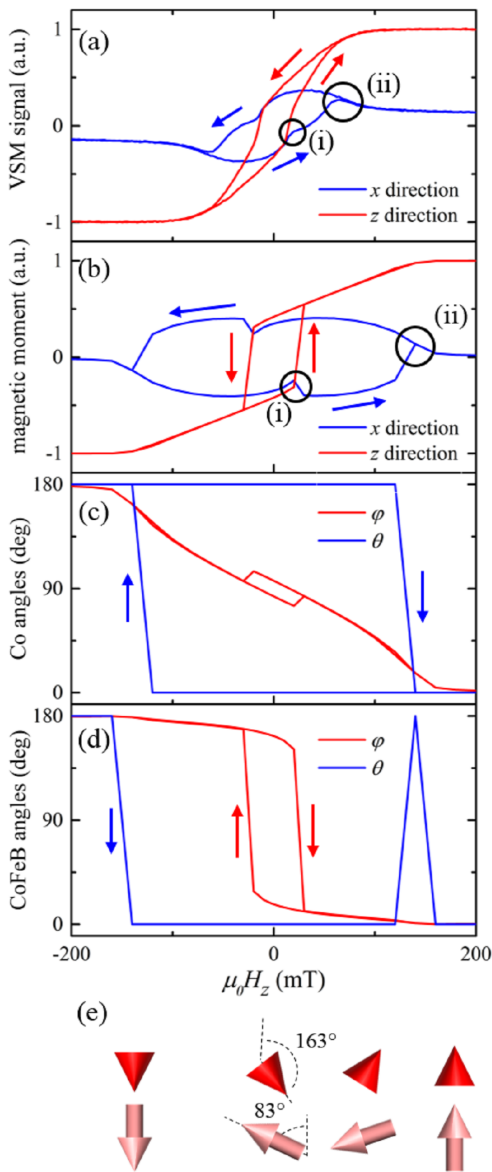 (a)
VSM signal (a.u.)
1
0
-1
(ii)
(i)
x direction
z direction
(b)
magnetic moment (a.u.)
1
0
-1
(ii)
(i)
x direction
z direction
(c)
Co angles (deg)
180
90
0
φ
θ
(d)
CoFeB angles (deg)
180
90
0
φ
θ
-200 -100 0 100 200
μ₀H_Z (mT)
(e)
163°
83°